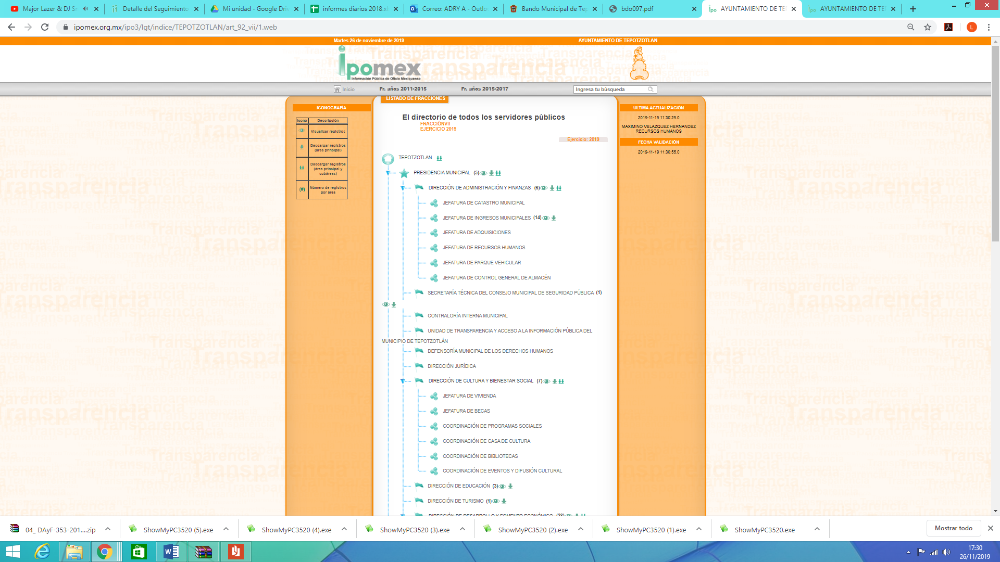 Major Lazer & DJ Sn
Detalle del Seguimiento
Mi unidad - Google Driv
informes diarios 2018.xl
Correo: ADRY A - Outlo
Bando Municipal de Tep
bdo097.pdf
AYUNTAMIENTO DE TE
AYUNTAMIENTO DE TE
ipomex.org.mx/ipo3/lgt/indice/TEPOTZOTLAN/art_92_vii/1.web
L
Martes 26 de noviembre de 2019
AYUNTAMIENTO DE TEPOTZOTLAN
Transparencia
ipomex
Información Pública de Oficio Mexiquense
Inicio
Fr. años 2011-2015
Fr. años 2015-2017
Ingresa tu búsqueda
ICONOGRAFÍA
Icono Descripción
Visualizar registros
Descargar registros
(área principal)
Descargar registros
(área principal y
subáreas)
(#) Número de registros
por área
LISTADO DE FRACCIONES
El directorio de todos los servidores públicos
FRACCIÓNVII
EJERCICIO 2019
Ejercicio: 2019
TEPOTZOTLAN
PRESIDENCIA MUNICIPAL (5)
DIRECCIÓN DE ADMINISTRACIÓN Y FINANZAS (6)
JEFATURA DE CATASTRO MUNICIPAL
JEFATURA DE INGRESOS MUNICIPALES (14)
JEFATURA DE ADQUISICIONES
JEFATURA DE RECURSOS HUMANOS
JEFATURA DE PARQUE VEHICULAR
JEFATURA DE CONTROL GENERAL DE ALMACÉN
SECRETARÍA TÉCNICA DEL CONSEJO MUNICIPAL DE SEGURIDAD PÚBLICA (1)
CONTRALORÍA INTERNA MUNICIPAL
UNIDAD DE TRANSPARENCIA Y ACCESO A LA INFORMACIÓN PÚBLICA DEL
MUNICIPIO DE TEPOTZOTLÁN
DEFENSORÍA MUNICIPAL DE LOS DERECHOS HUMANOS
DIRECCIÓN JURÍDICA
DIRECCIÓN DE CULTURA Y BIENESTAR SOCIAL (7)
JEFATURA DE VIVIENDA
JEFATURA DE BECAS
COORDINACIÓN DE PROGRAMAS SOCIALES
COORDINACIÓN DE CASA DE CULTURA
COORDINACIÓN DE BIBLIOTECAS
COORDINACIÓN DE EVENTOS Y DIFUSIÓN CULTURAL
DIRECCIÓN DE EDUCACIÓN (3)
DIRECCIÓN DE TURISMO (1)
DIRECCIÓN DE DESARROLLO Y FOMENTO ECONÓMICO (28)
ULTIMA ACTUALIZACIÓN
2019-11-19 11:30:29.0
MAXIMINO VELAZQUEZ HERNANDEZ
RECURSOS HUMANOS
FECHA VALIDACIÓN
2019-11-19 11:30:55.0
04_ DAyF-353-201....zip
ShowMyPC3520 (5).exe
ShowMyPC3520 (4).exe
ShowMyPC3520 (3).exe
ShowMyPC3520 (2).exe
ShowMyPC3520 (1).exe
ShowMyPC3520.exe
Mostrar todo
17:30
26/11/2019